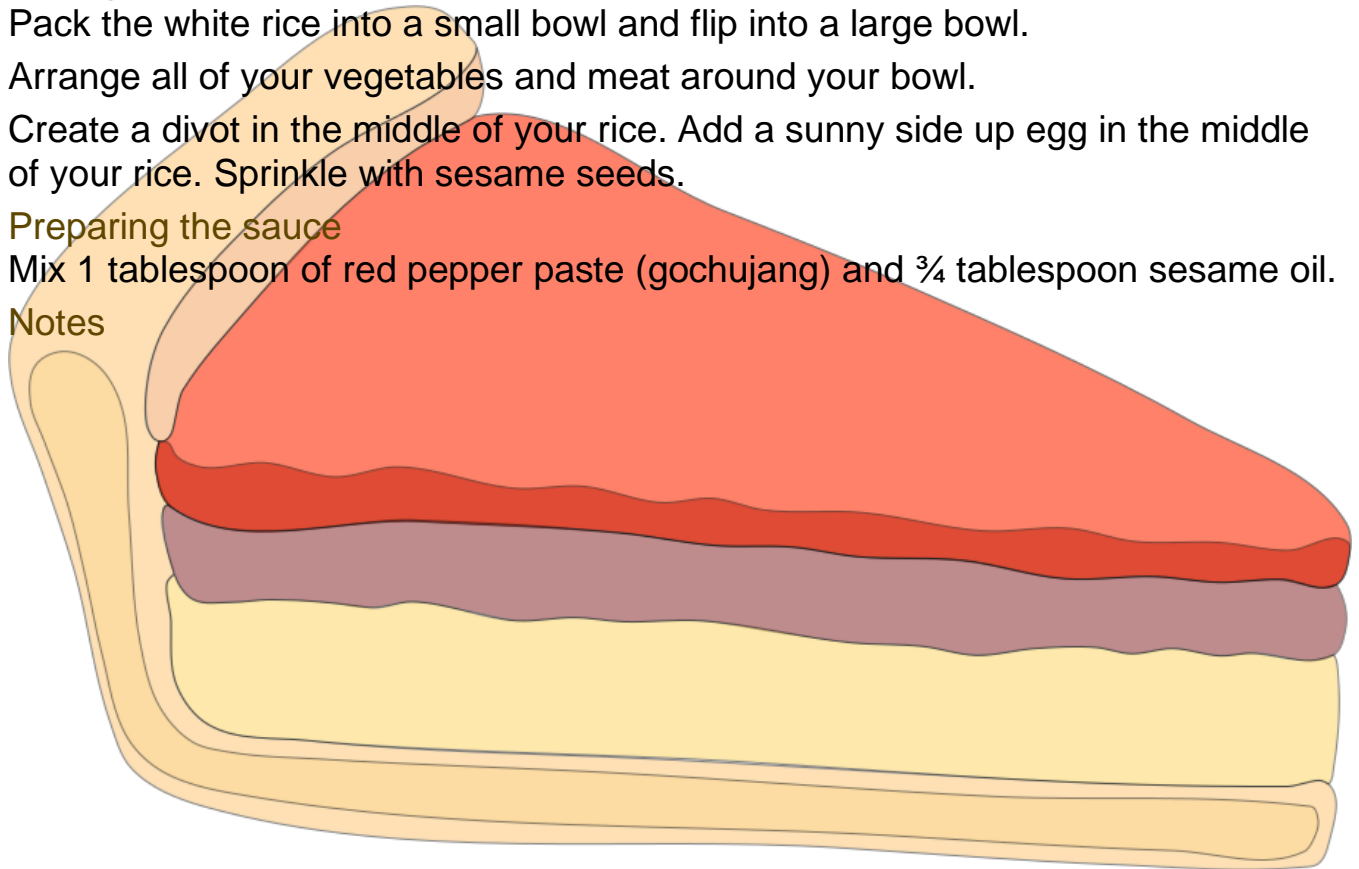 Pack the white rice into a small bowl and flip into a large bowl.
Arrange all of your vegetables and meat around your bowl.
Create a divot in the middle of your rice. Add a sunny side up egg in the middle
of your rice. Sprinkle with sesame seeds.
Preparing the sauce
Mix 1 tablespoon of red pepper paste (gochujang) and ¾ tablespoon sesame oil.
Notes